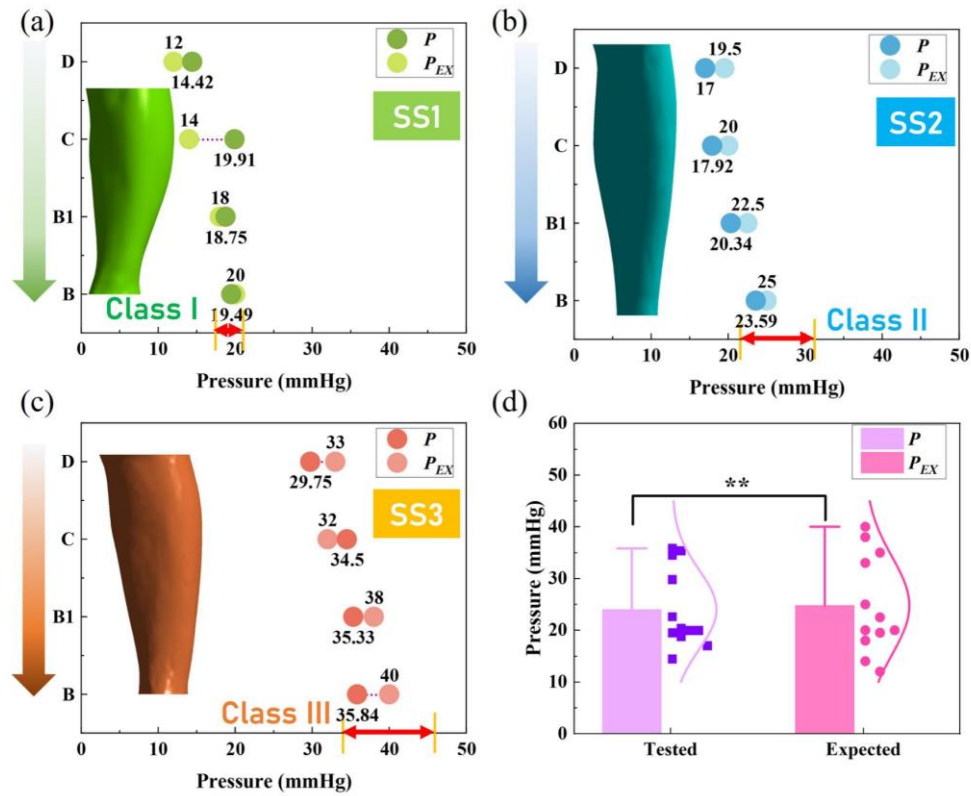 (a)
P
P_EX
SS1
D
12
14.42
C
14
19.91
B1
18
18.75
B
20
19.49
Class I
0 10 20 30 40 50
Pressure (mmHg)
(b)
P
P_EX
SS2
D
19.5
17
C
20
17.92
B1
22.5
20.34
B
25
23.59
Class II
0 10 20 30 40 50
Pressure (mmHg)
(c)
P
P_EX
SS3
D
33
29.75
C
32
34.5
B1
38
35.33
B
40
35.84
Class III
0 10 20 30 40 50
Pressure (mmHg)
(d)
P
P_EX
**
60
50
40
30
20
10
0
Pressure (mmHg)
Tested Expected